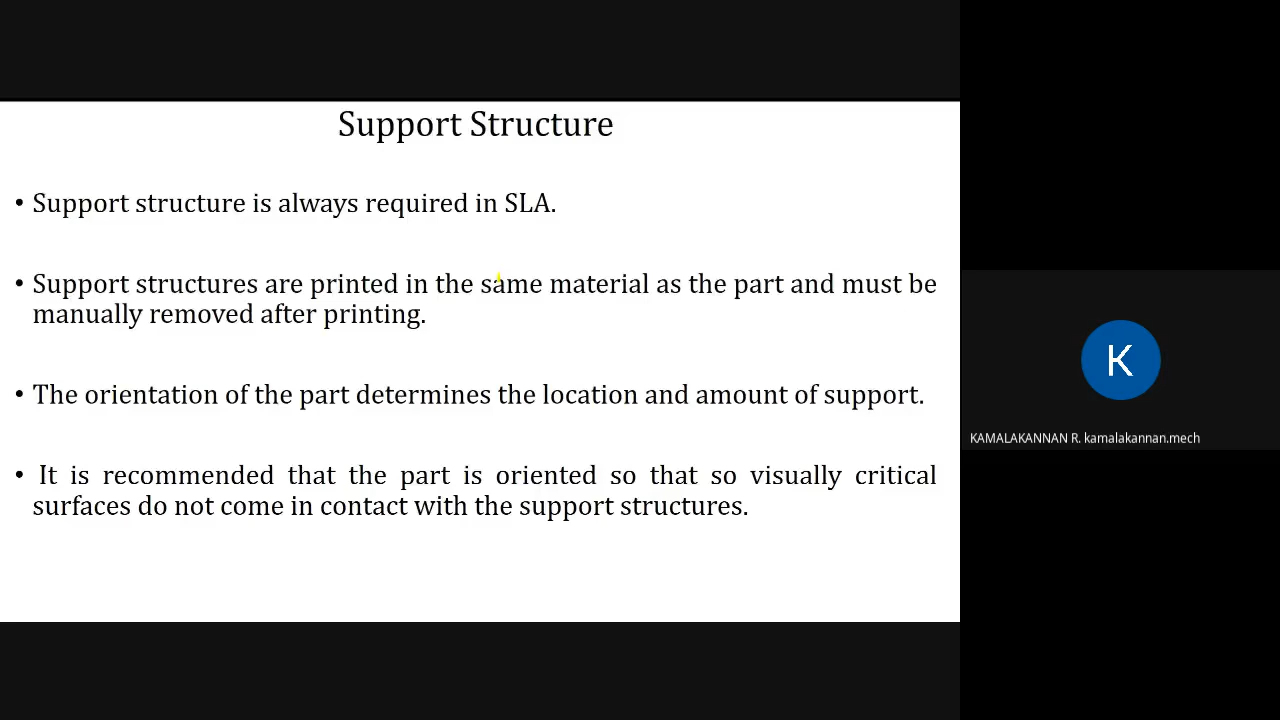 Support Structure
• Support structure is always required in SLA.
• Support structures are printed in the same material as the part and must be
manually removed after printing.
• The orientation of the part determines the location and amount of support.
• It is recommended that the part is oriented so that so visually critical
surfaces do not come in contact with the support structures.
K
KAMALAKANNAN R. kamalakannan.mech